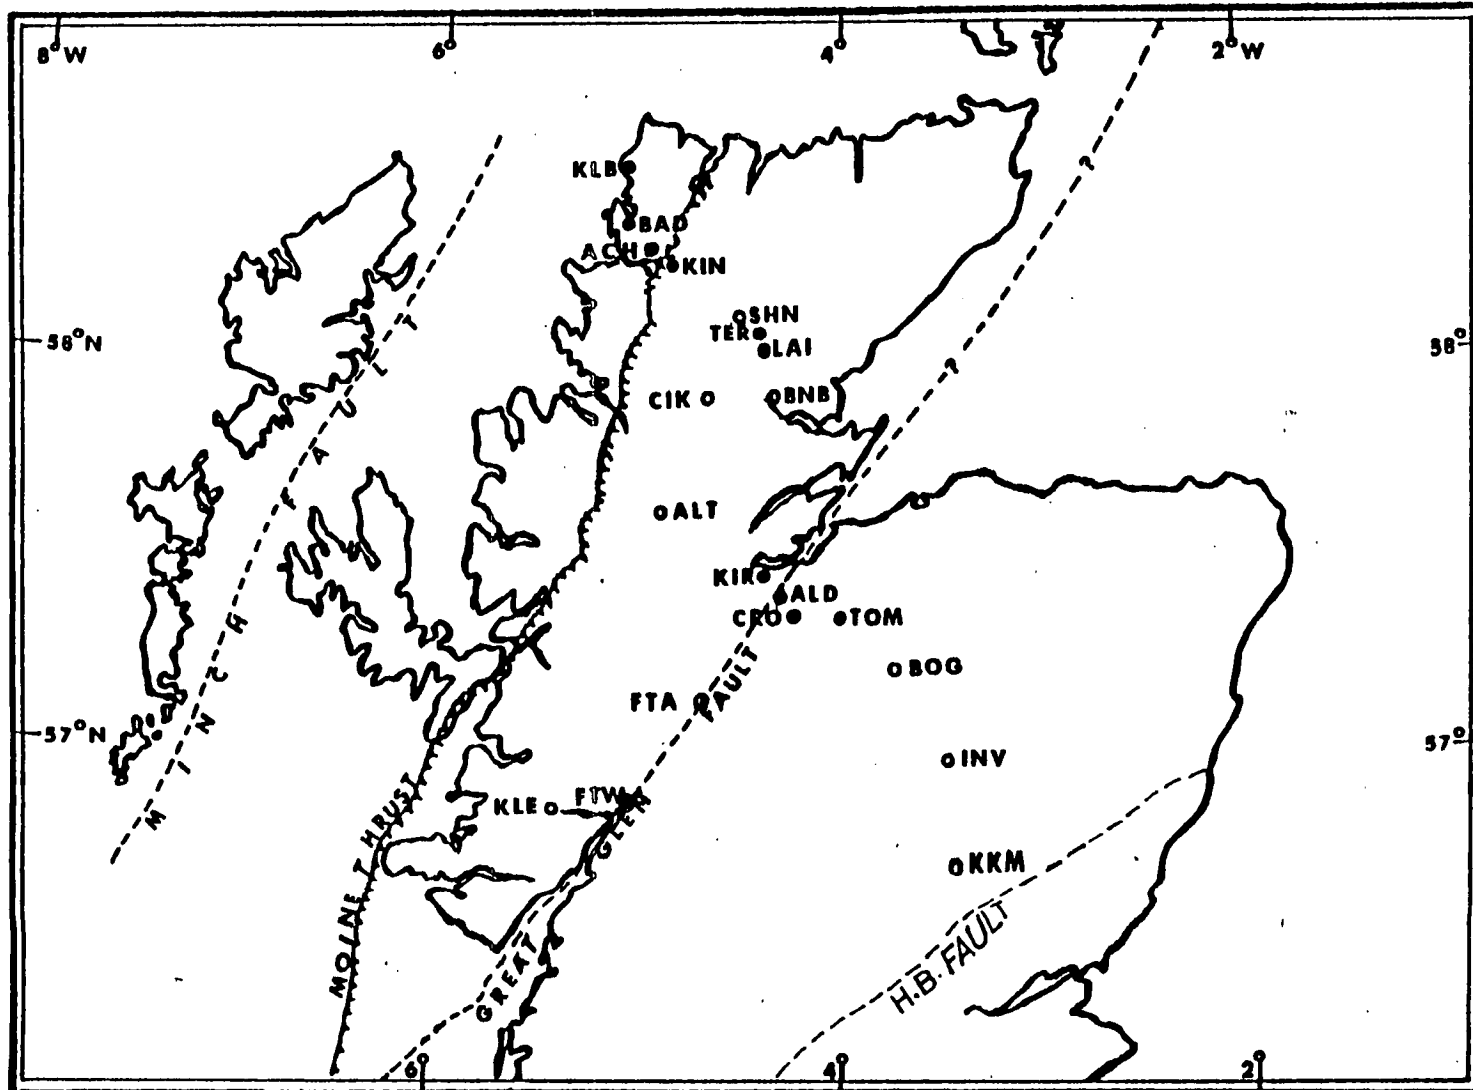 8°W 6° 4° 2°W
KLB
BAD
ACH
KIN
SHN
TER
LAI
58°N
58°
CIK
BNB
ALT
KIR
ALD
CRO
TOM
BOG
FTA
57°N
57°
INV
KLE
FTW
KKM
MINCH FAULT
MOINE THRUST
GREAT GLEN FAULT
H.B. FAULT
? ? 
6° 4° 2